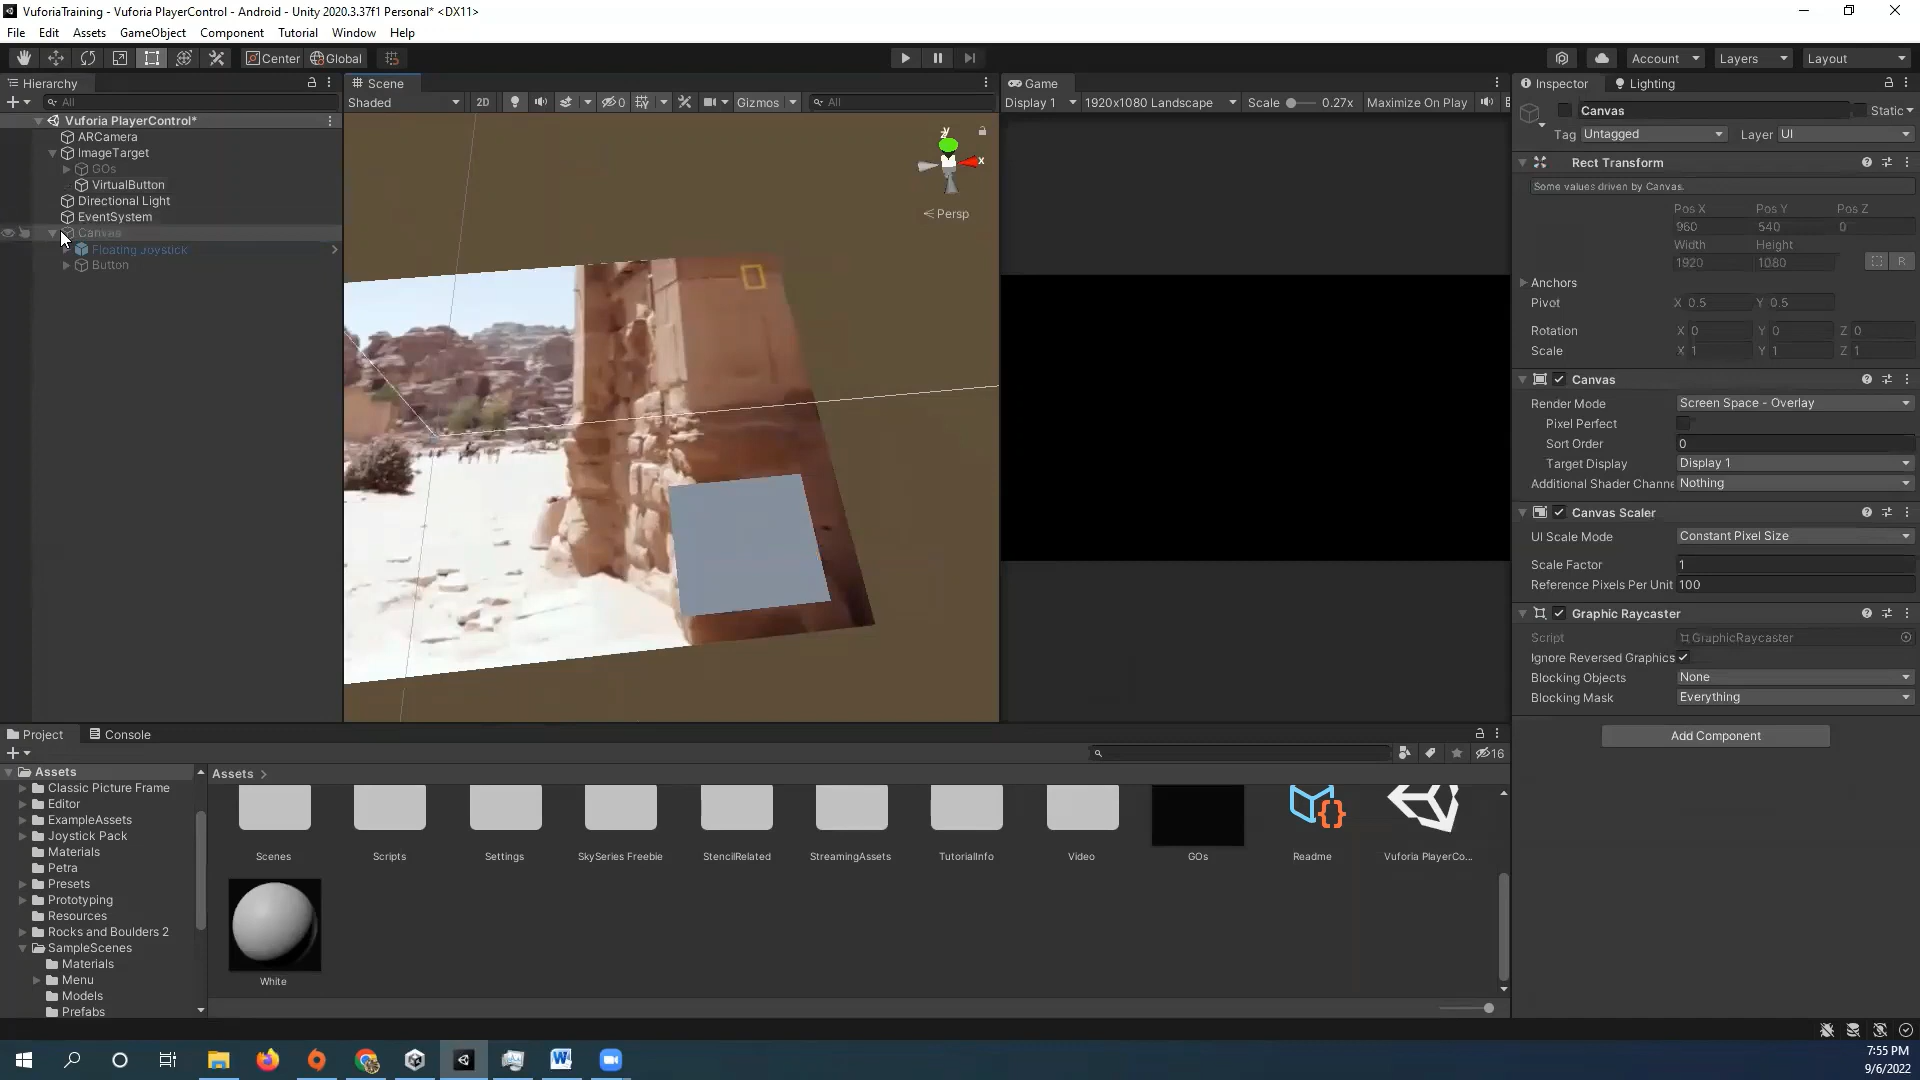 VuforiaTraining - Vuforia PlayerControl - Android - Unity 2020.3.37f1 Personal* <DX11>
File Edit Assets GameObject Component Tutorial Window Help
Center Global Account Layers Layout
Hierarchy Scene Game Inspector Lighting
All Shaded 2D 0 Gizmos All Display 1 1920x1080 Landscape Scale 0.27x Maximize On Play Canvas Static
Vuforia PlayerControl*
Tag Untagged Layer UI
ARCamera
ImageTarget
GOs
VirtualButton
Directional Light
EventSystem
Canvas
Floating Joystick
Button
y
x
Persp
Rect Transform
Some values driven by Canvas.
Pos X Pos Y Pos Z
960 540 0
Width Height
1920 1080 R
Anchors
Pivot X 0.5 Y 0.5
Rotation X 0 Y 0 Z 0
Scale X 1 Y 1 Z 1
Canvas
Render Mode Screen Space - Overlay
Pixel Perfect
Sort Order 0
Target Display Display 1
Additional Shader Channe Nothing
Canvas Scaler
UI Scale Mode Constant Pixel Size
Scale Factor 1
Reference Pixels Per Unit 100
Graphic Raycaster
Script GraphicRaycaster
Ignore Reversed Graphics
Blocking Objects None
Blocking Mask Everything
Add Component
Project Console
16
Assets
Classic Picture Frame
Editor
ExampleAssets
Joystick Pack
Materials
Petra
Presets
Prototyping
Resources
Rocks and Boulders 2
SampleScenes
Materials
Menu
Models
Prefabs
Assets
Scenes Scripts Settings SkySeries Freebie StencilRelated StreamingAssets TutorialInfo Video GOs Readme Vuforia PlayerCo...
White
7:55 PM
9/6/2022